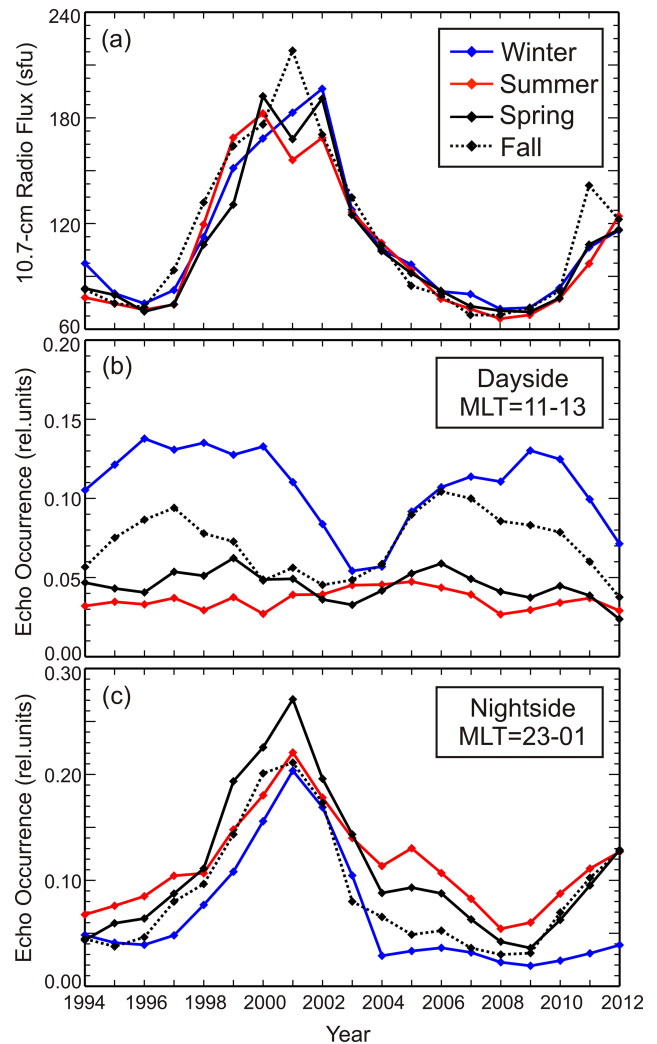 (a)
Winter
Summer
Spring
Fall
10.7-cm Radio Flux (sfu)
240
180
120
60
(b)
Dayside
MLT=11-13
Echo Occurrence (rel.units)
0.20
0.15
0.10
0.05
0.00
(c)
Nightside
MLT=23-01
Echo Occurrence (rel.units)
0.30
0.20
0.10
0.00
1994 1996 1998 2000 2002 2004 2006 2008 2010 2012
Year